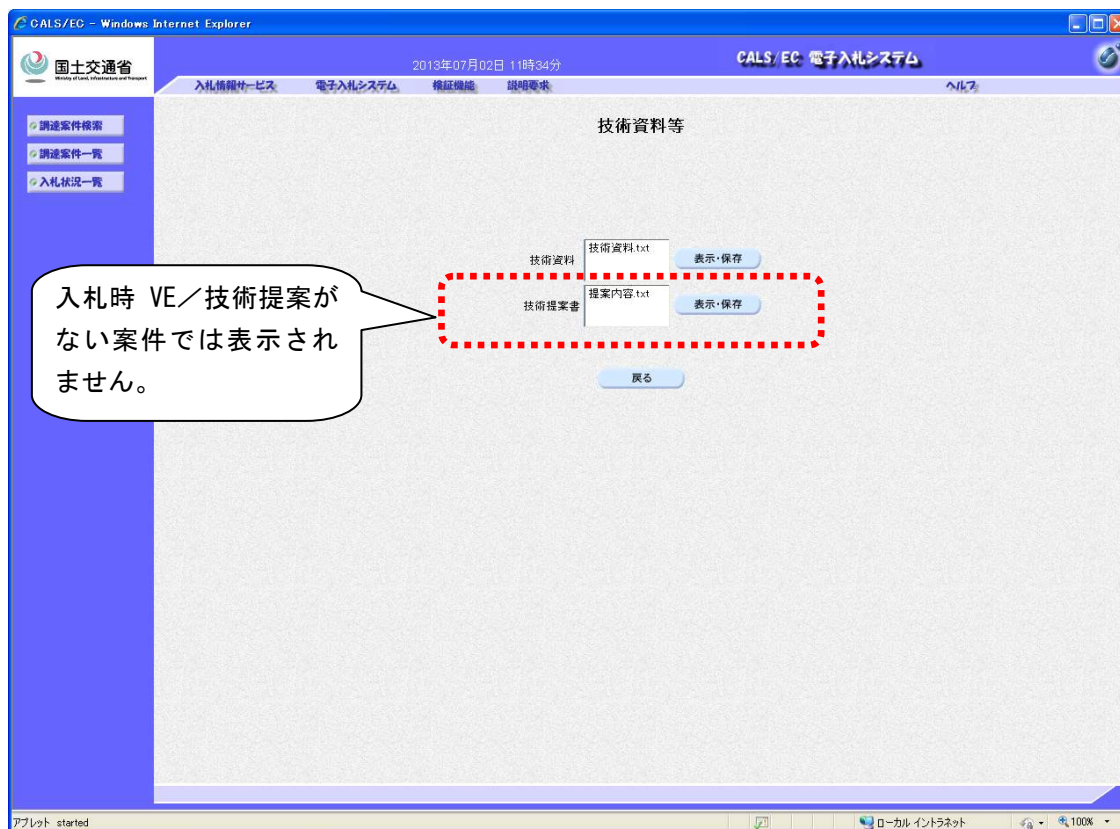 CALS/EC - Windows Internet Explorer
国土交通省
Ministry of Land, Infrastructure and Transport
2013年07月02日 11時34分
CALS/EC 電子入札システム
入札情報サービス 電子入札システム 検証機能 説明要求 ヘルプ
調達案件検索
調達案件一覧
入札状況一覧
技術資料等
技術資料 技術資料.txt 表示・保存
技術提案書 提案内容.txt 表示・保存
戻る
入札時 VE／技術提案が
ない案件では表示され
ません。
アプレット started
ローカル イントラネット
100%